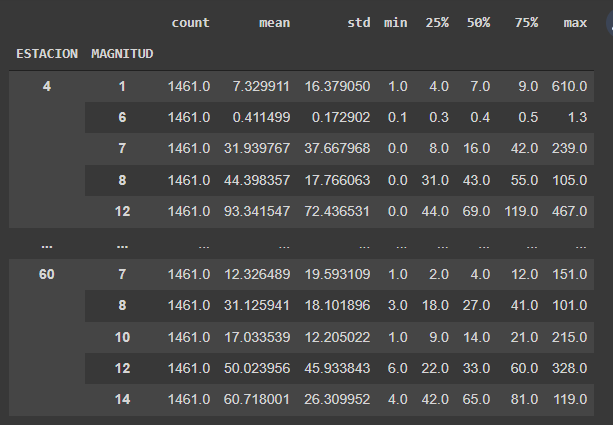 count mean std min 25% 50% 75% max
ESTACION MAGNITUD
4 1 1461.0 7.329911 16.379050 1.0 4.0 7.0 9.0 610.0
6 1461.0 0.411499 0.172902 0.1 0.3 0.4 0.5 1.3
7 1461.0 31.939767 37.667968 0.0 8.0 16.0 42.0 239.0
8 1461.0 44.398357 17.766063 0.0 31.0 43.0 55.0 105.0
12 1461.0 93.341547 72.436531 0.0 44.0 69.0 119.0 467.0
... ... ... ... ... ... ... ... ... ...
60 7 1461.0 12.326489 19.593109 1.0 2.0 4.0 12.0 151.0
8 1461.0 31.125941 18.101896 3.0 18.0 27.0 41.0 101.0
10 1461.0 17.033539 12.205022 1.0 9.0 14.0 21.0 215.0
12 1461.0 50.023956 45.933843 6.0 22.0 33.0 60.0 328.0
14 1461.0 60.718001 26.309952 4.0 42.0 65.0 81.0 119.0